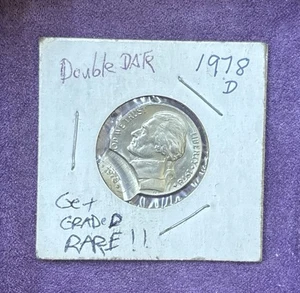 Double DATE
1978
D
Get
GRADED
RARE!!